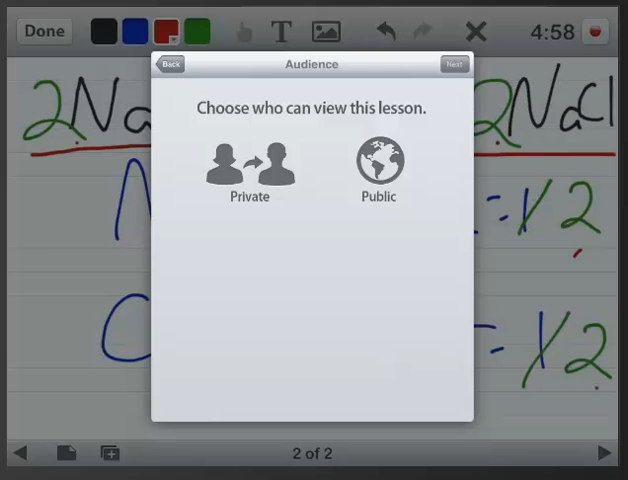 Done T 4:58
Back Audience Next
Choose who can view this lesson.
Private Public
2Na 2NaCl
N = 1 2
C = 1 2
2 of 2